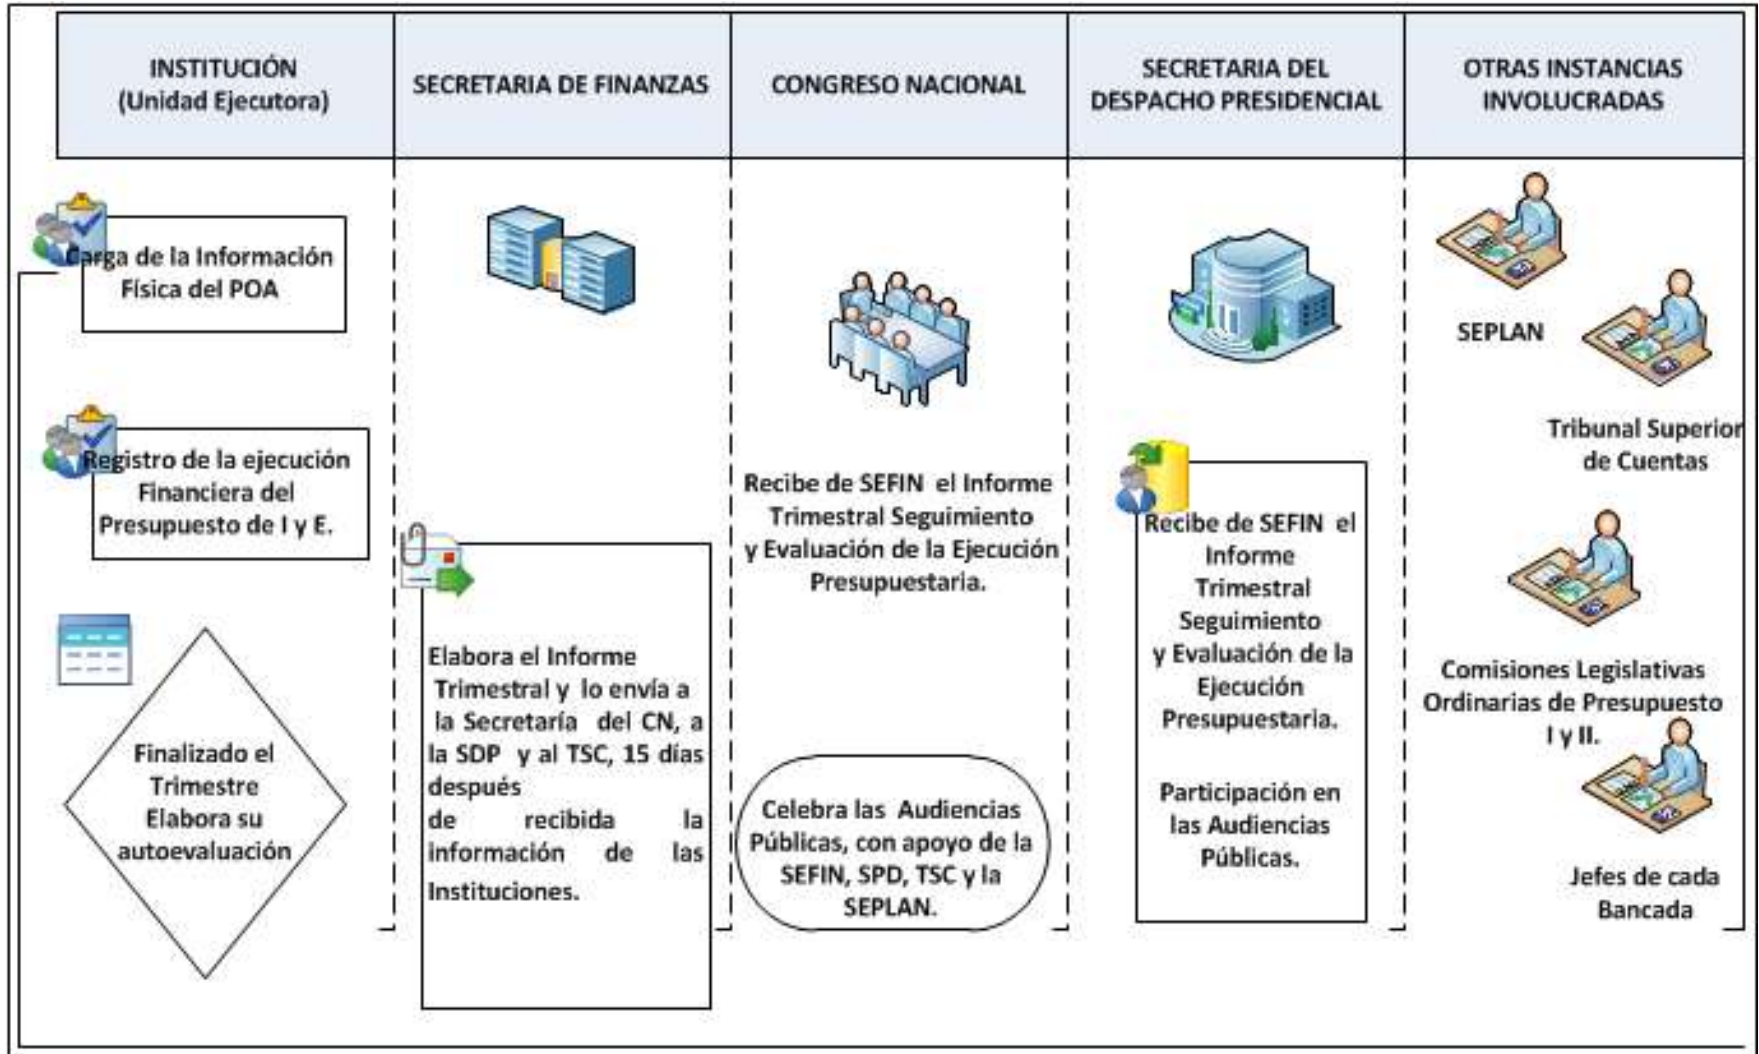 INSTITUCIÓN
(Unidad Ejecutora)
SECRETARIA DE FINANZAS
CONGRESO NACIONAL
SECRETARIA DEL
DESPACHO PRESIDENCIAL
OTRAS INSTANCIAS
INVOLUCRADAS
Carga de la Información
Física del POA
Registro de la ejecución
Financiera del
Presupuesto de I y E.
Finalizado el
Trimestre
Elabora su
autoevaluación
Elabora el Informe
Trimestral y lo envía a
la Secretaría del CN, a
la SDP y al TSC, 15 días
después
de recibida la
información de las
Instituciones.
Recibe de SEFIN el Informe
Trimestral Seguimiento
y Evaluación de la Ejecución
Presupuestaria.
Celebra las Audiencias
Públicas, con apoyo de la
SEFIN, SPD, TSC y la
SEPLAN.
Recibe de SEFIN el
Informe
Trimestral
Seguimiento
y Evaluación de la
Ejecución
Presupuestaria.
Participación en
las Audiencias
Públicas.
SEPLAN
Tribunal Superior
de Cuentas
Comisiones Legislativas
Ordinarias de Presupuesto
I y II.
Jefes de cada
Bancada